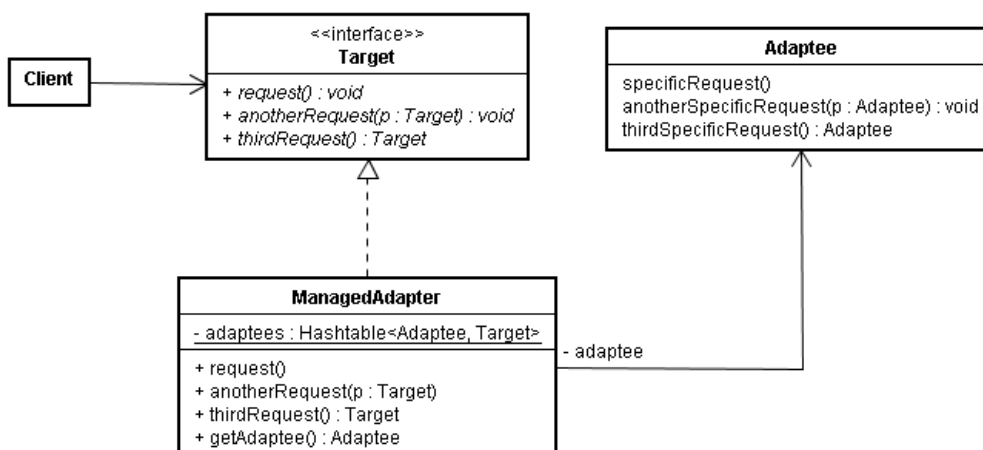 Client
<<interface>>
Target
+ request() : void
+ anotherRequest(p : Target) : void
+ thirdRequest() : Target
Adaptee
specificRequest()
anotherSpecificRequest(p : Adaptee) : void
thirdSpecificRequest() : Adaptee
ManagedAdapter
- adaptees : Hashtable<Adaptee, Target>
+ request()
+ anotherRequest(p : Target)
+ thirdRequest() : Target
+ getAdaptee() : Adaptee
- adaptee